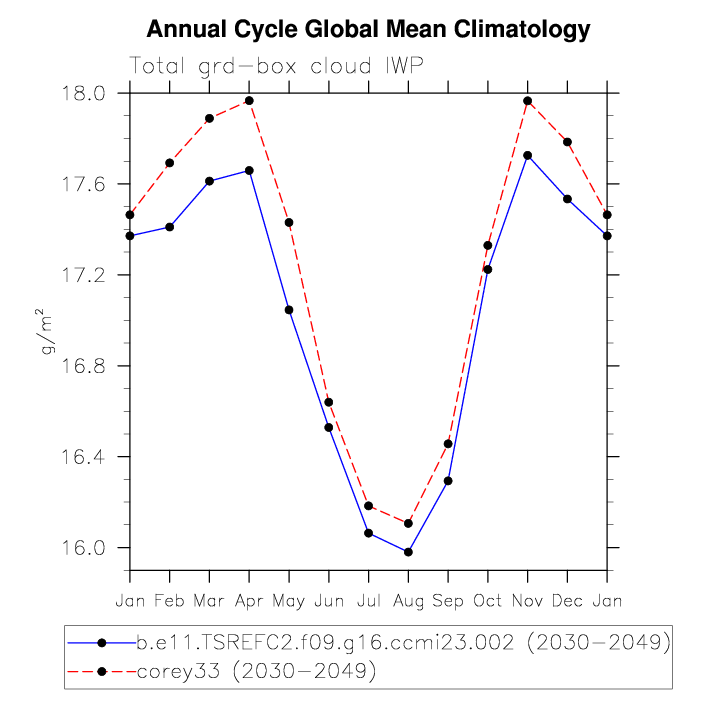 Annual Cycle Global Mean Climatology
Total grd-box cloud IWP
18.0
17.6
17.2
16.8
16.4
16.0
g/m²
Jan Feb Mar Apr May Jun Jul Aug Sep Oct Nov Dec Jan
b.e11.TSREFC2.f09.g16.ccmi23.002 (2030-2049)
corey33 (2030-2049)